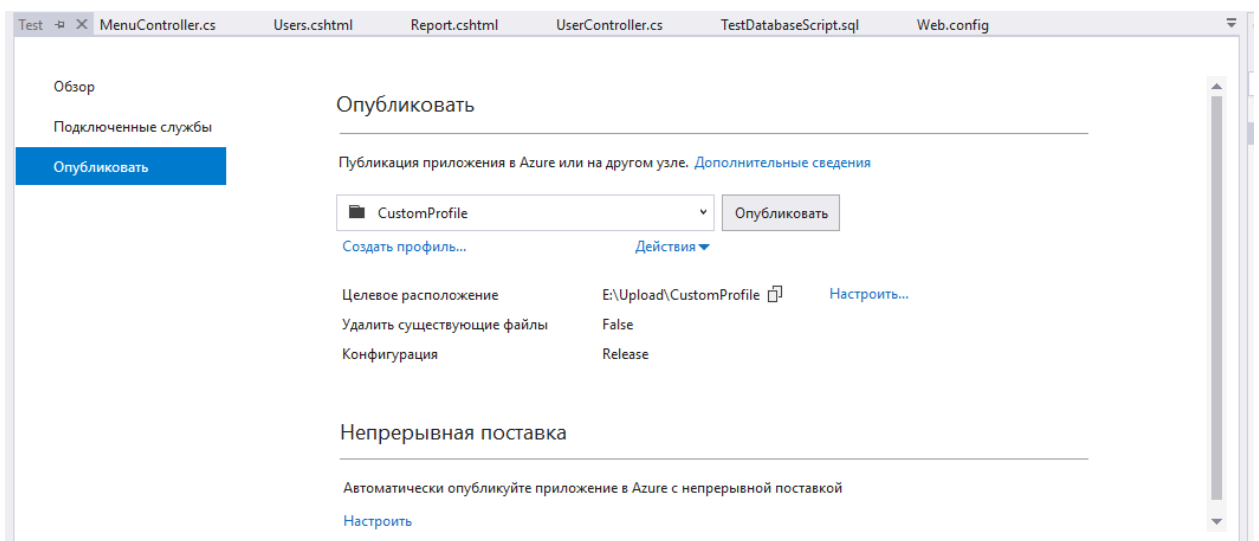 Test MenuController.cs Users.cshtml Report.cshtml UserController.cs TestDatabaseScript.sql Web.config
Обзор
Подключенные службы
Опубликовать
Опубликовать
Публикация приложения в Azure или на другом узле. Дополнительные сведения
CustomProfile Опубликовать
Создать профиль... Действия
Целевое расположение E:\Upload\CustomProfile Настроить...
Удалить существующие файлы False
Конфигурация Release
Непрерывная поставка
Автоматически опубликуйте приложение в Azure с непрерывной поставкой
Настроить